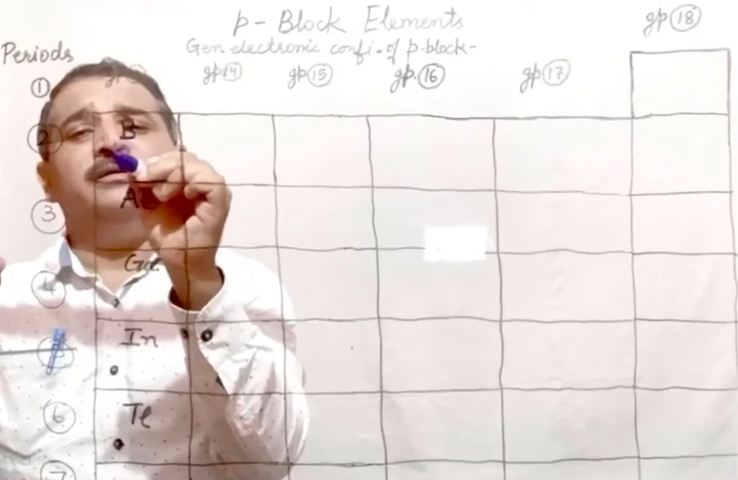 p- Block Elements
gp 18
Gen electronic confi. of p-block-
Periods
gp 14 gp 15 gp. 16 gp 17
1
2 B
3 A
4 Ga
In
6 Tl
7